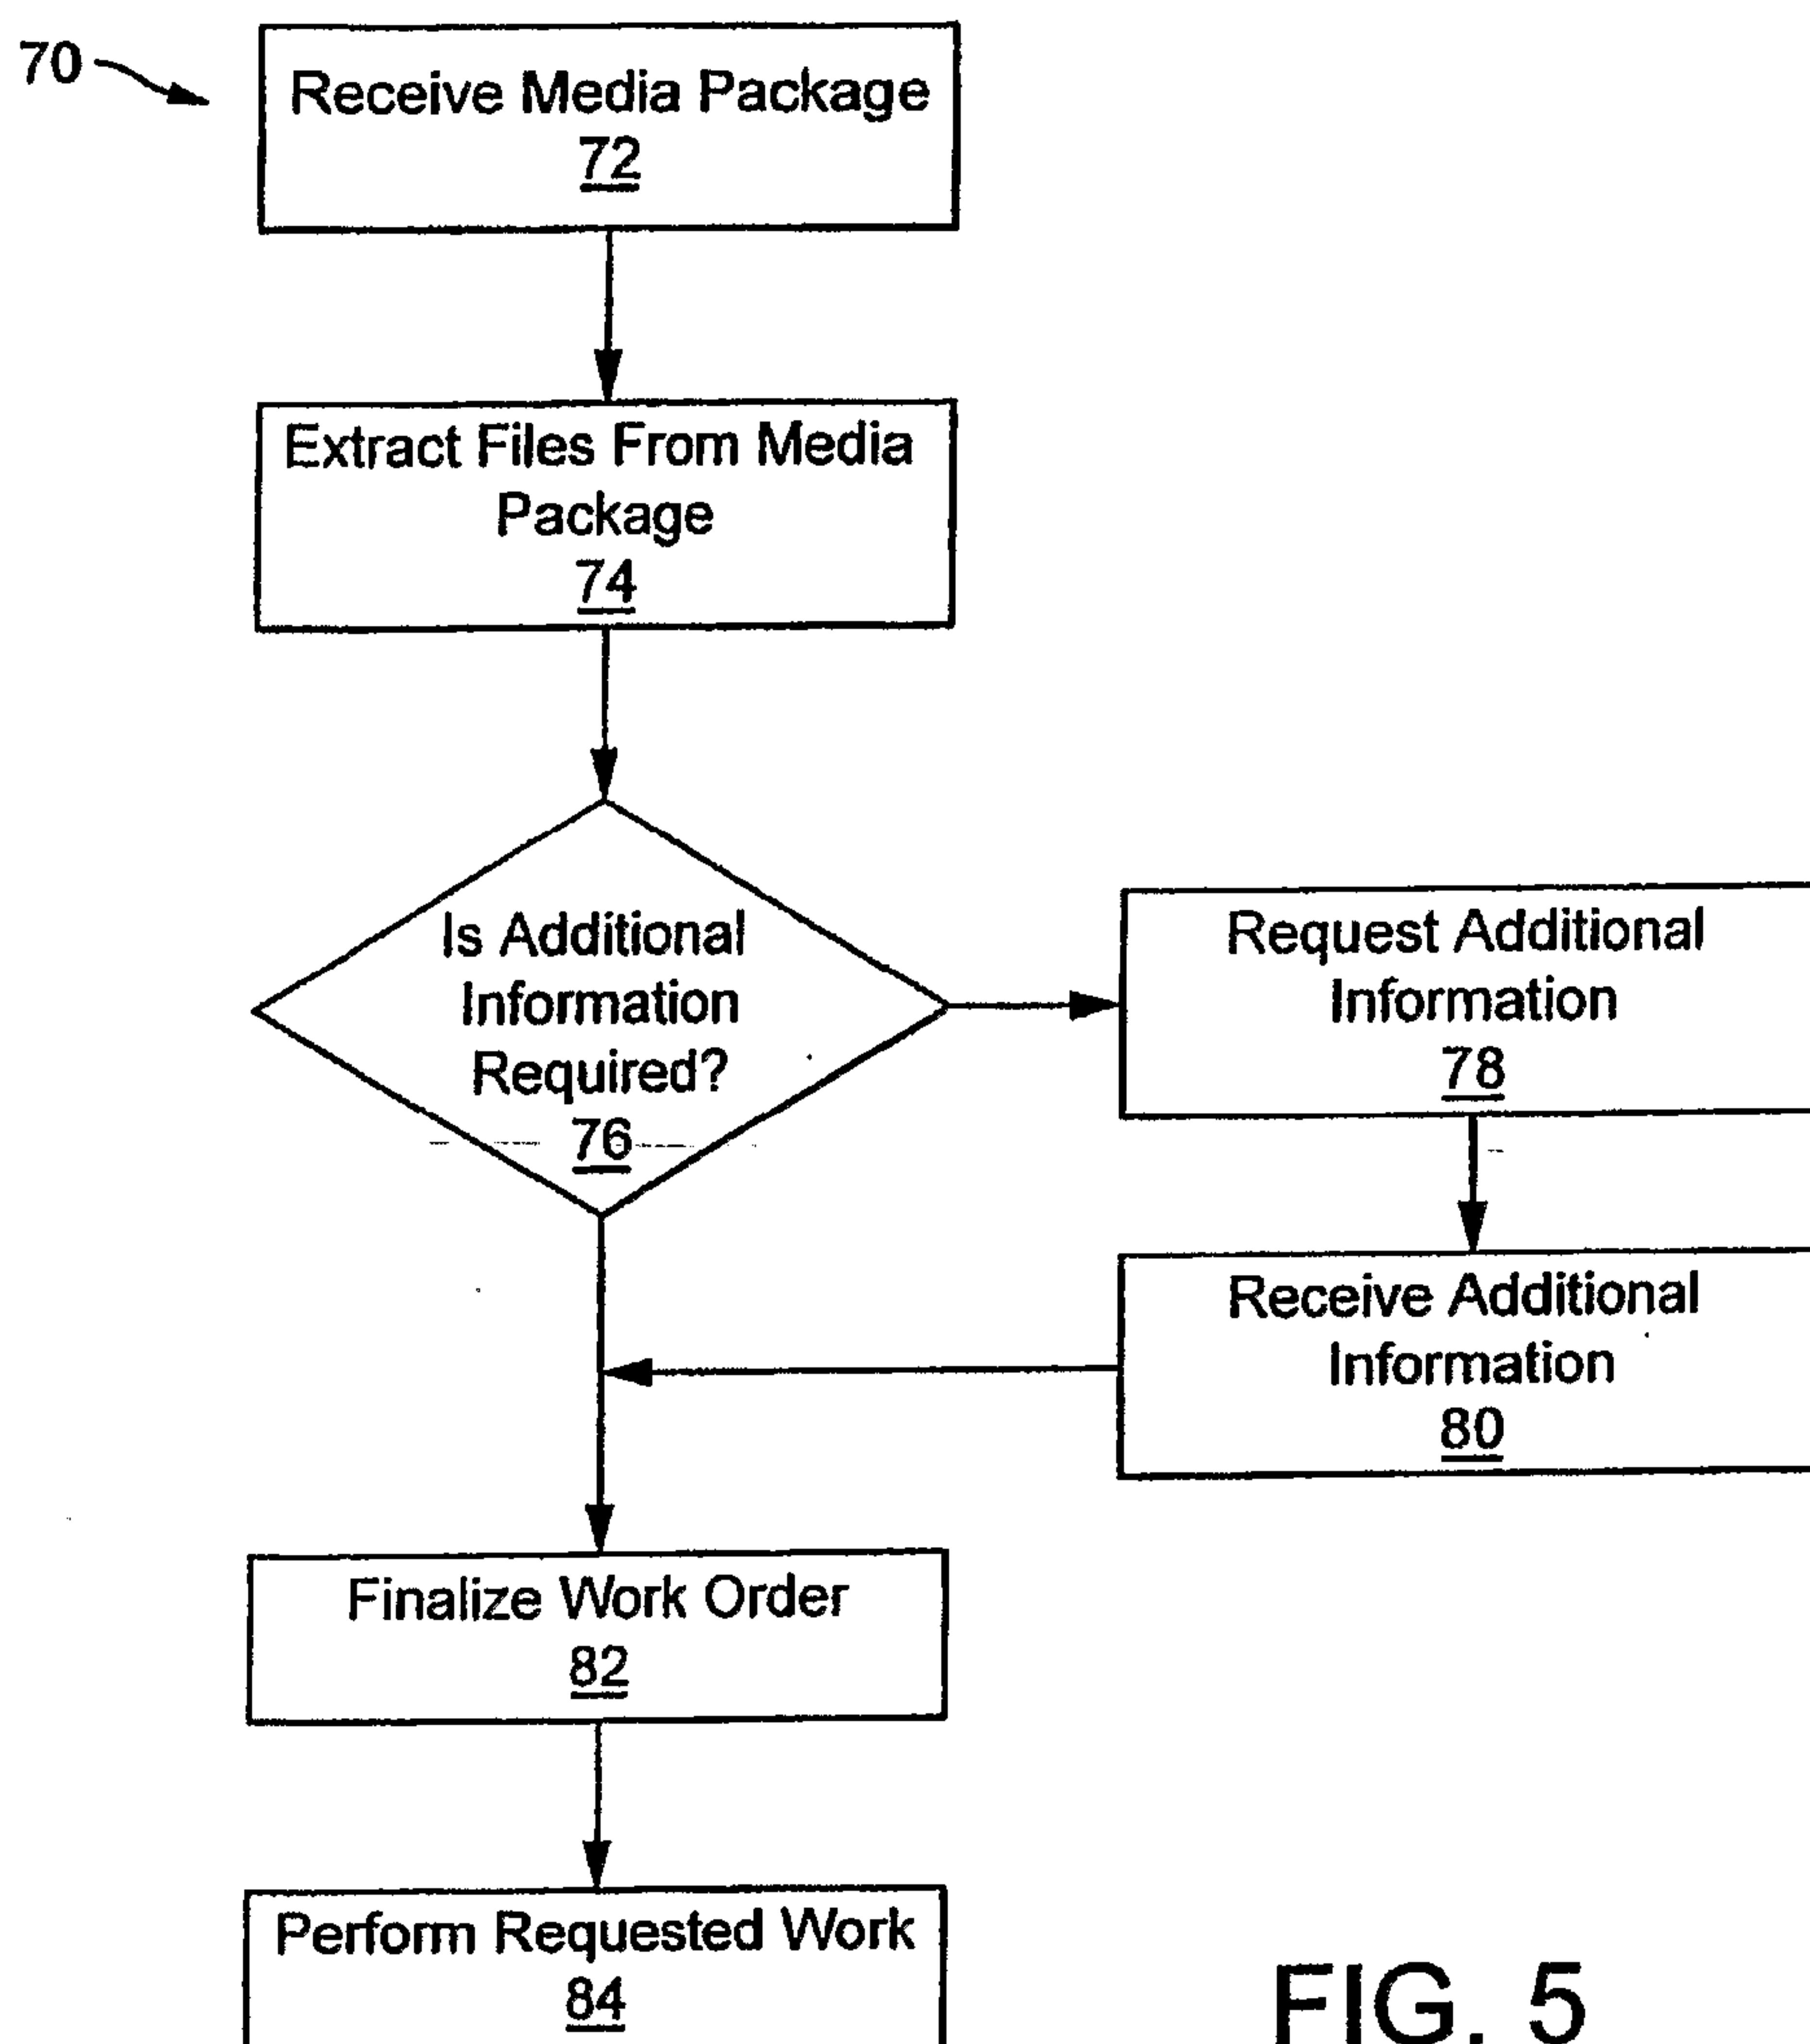 70
Receive Media Package
72
Extract Files From Media
Package
74
Is Additional
Information
Required?
76
Request Additional
Information
78
Receive Additional
Information
80
Finalize Work Order
82
Perform Requested Work
84
FIG. 5